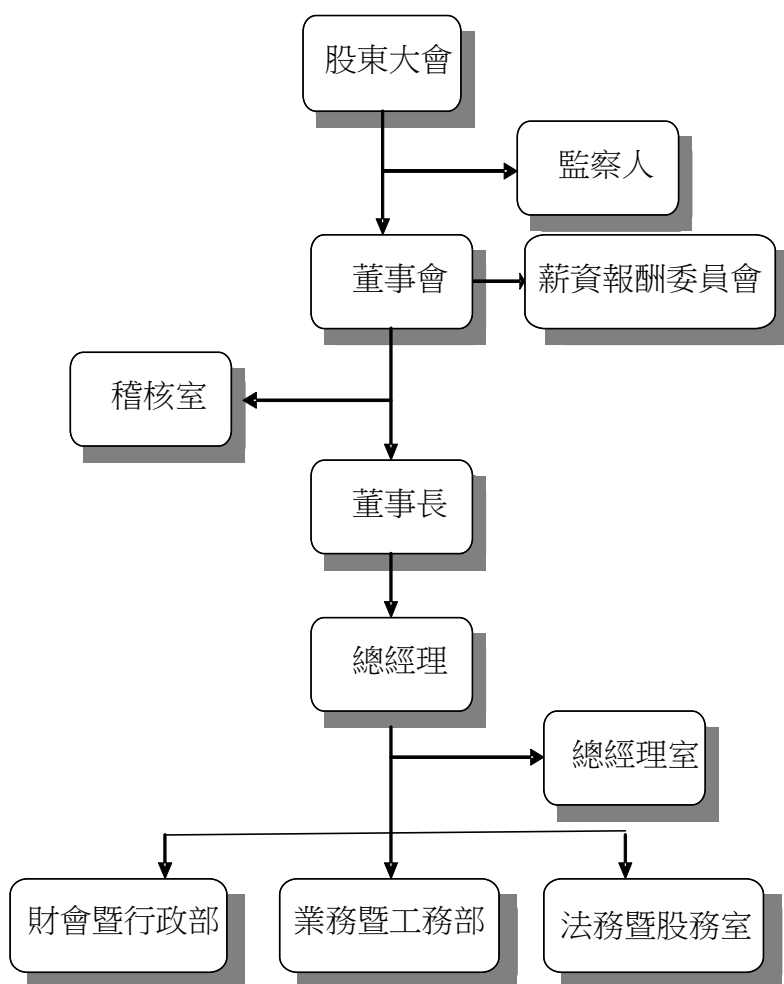 股東大會
監察人
董事會
薪資報酬委員會
稽核室
董事長
總經理
總經理室
財會暨行政部
業務暨工務部
法務暨股務室